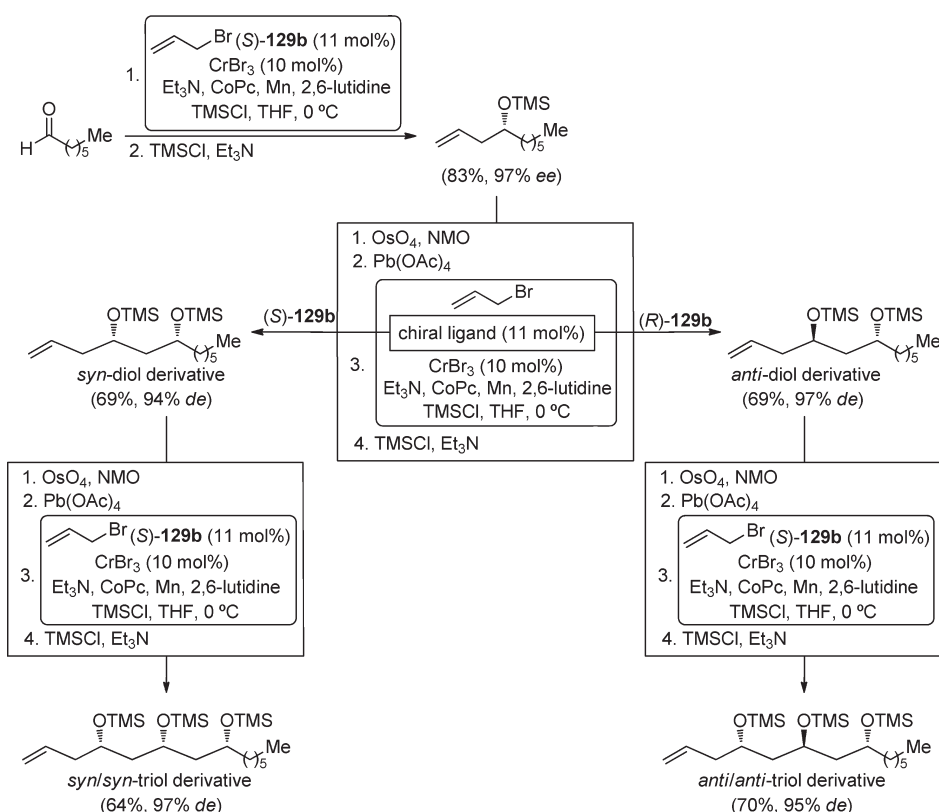 Br (S)-129b (11 mol%)
CrBr3 (10 mol%)
1.
Et3N, CoPc, Mn, 2,6-lutidine
TMSCl, THF, 0 ºC
2. TMSCl, Et3N
O
H
()5
Me
OTMS
()5
Me
(83%, 97% ee)
1. OsO4, NMO
2. Pb(OAc)4
Br
(S)-129b
chiral ligand (11 mol%)
(R)-129b
3.
CrBr3 (10 mol%)
Et3N, CoPc, Mn, 2,6-lutidine
TMSCl, THF, 0 ºC
4. TMSCl, Et3N
OTMS OTMS
()5
Me
syn-diol derivative
(69%, 94% de)
OTMS OTMS
()5
Me
anti-diol derivative
(69%, 97% de)
1. OsO4, NMO
2. Pb(OAc)4
Br (S)-129b (11 mol%)
CrBr3 (10 mol%)
3.
Et3N, CoPc, Mn, 2,6-lutidine
TMSCl, THF, 0 ºC
4. TMSCl, Et3N
1. OsO4, NMO
2. Pb(OAc)4
Br (S)-129b (11 mol%)
CrBr3 (10 mol%)
3.
Et3N, CoPc, Mn, 2,6-lutidine
TMSCl, THF, 0 ºC
4. TMSCl, Et3N
OTMS OTMS OTMS
()5
Me
syn/syn-triol derivative
(64%, 97% de)
OTMS OTMS OTMS
()5
Me
anti/anti-triol derivative
(70%, 95% de)